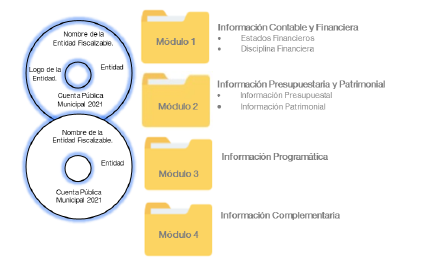 Nombre de la
Entidad Fiscalizable.
Logo de la
Entidad.
Entidad
Cuenta Pública
Municipal 2021
Nombre de la
Entidad Fiscalizable.
Entidad
Cuenta Pública
Municipal 2021
Módulo 1
Información Contable y Financiera
• Estados Financieros
• Disciplina Financiera
Módulo 2
Información Presupuestaria y Patrimonial
• Información Presupuestal
• Información Patrimonial
Módulo 3
Información Programática
Módulo 4
Información Complementaria